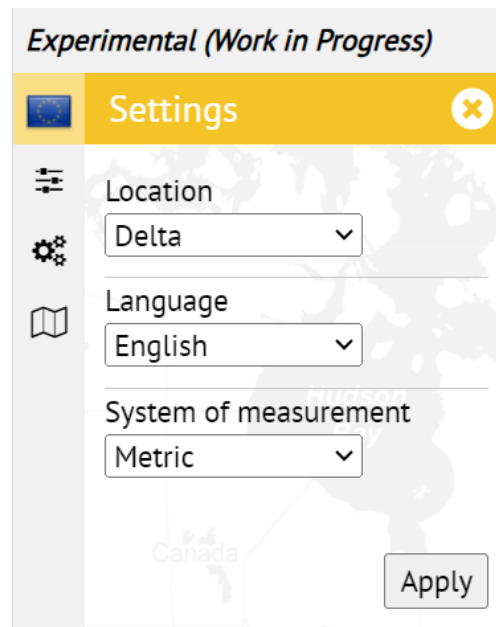 Experimental (Work in Progress)
Settings
Location
Delta
Language
English
Hudson
Bay
System of measurement
Metric
Canada
Apply